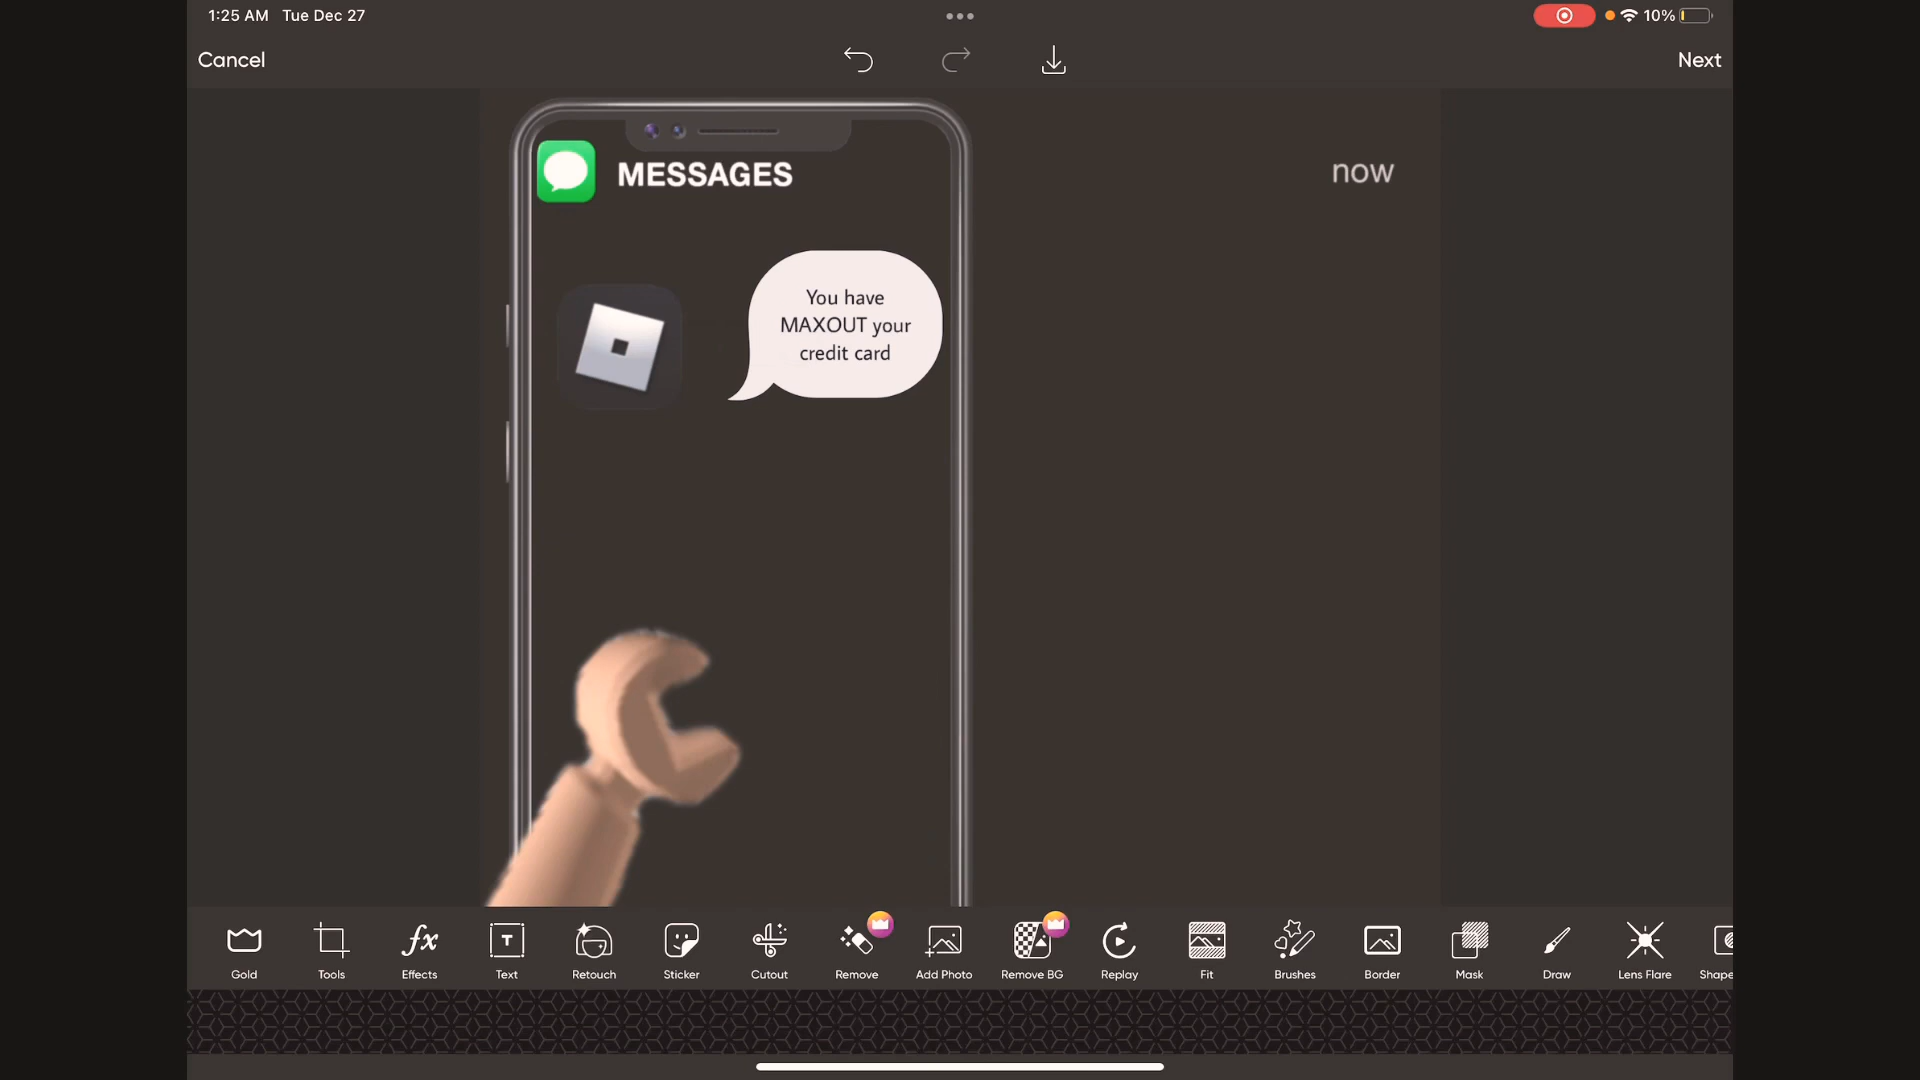 1:25 AM Tue Dec 27
10%
Cancel
Next
MESSAGES
now
You have
MAXOUT your
credit card
Gold
Tools
fx
Effects
T
Text
Retouch
Sticker
Cutout
Remove
Add Photo
Remove BG
Replay
Fit
Brushes
Border
Mask
Draw
Lens Flare
Shape